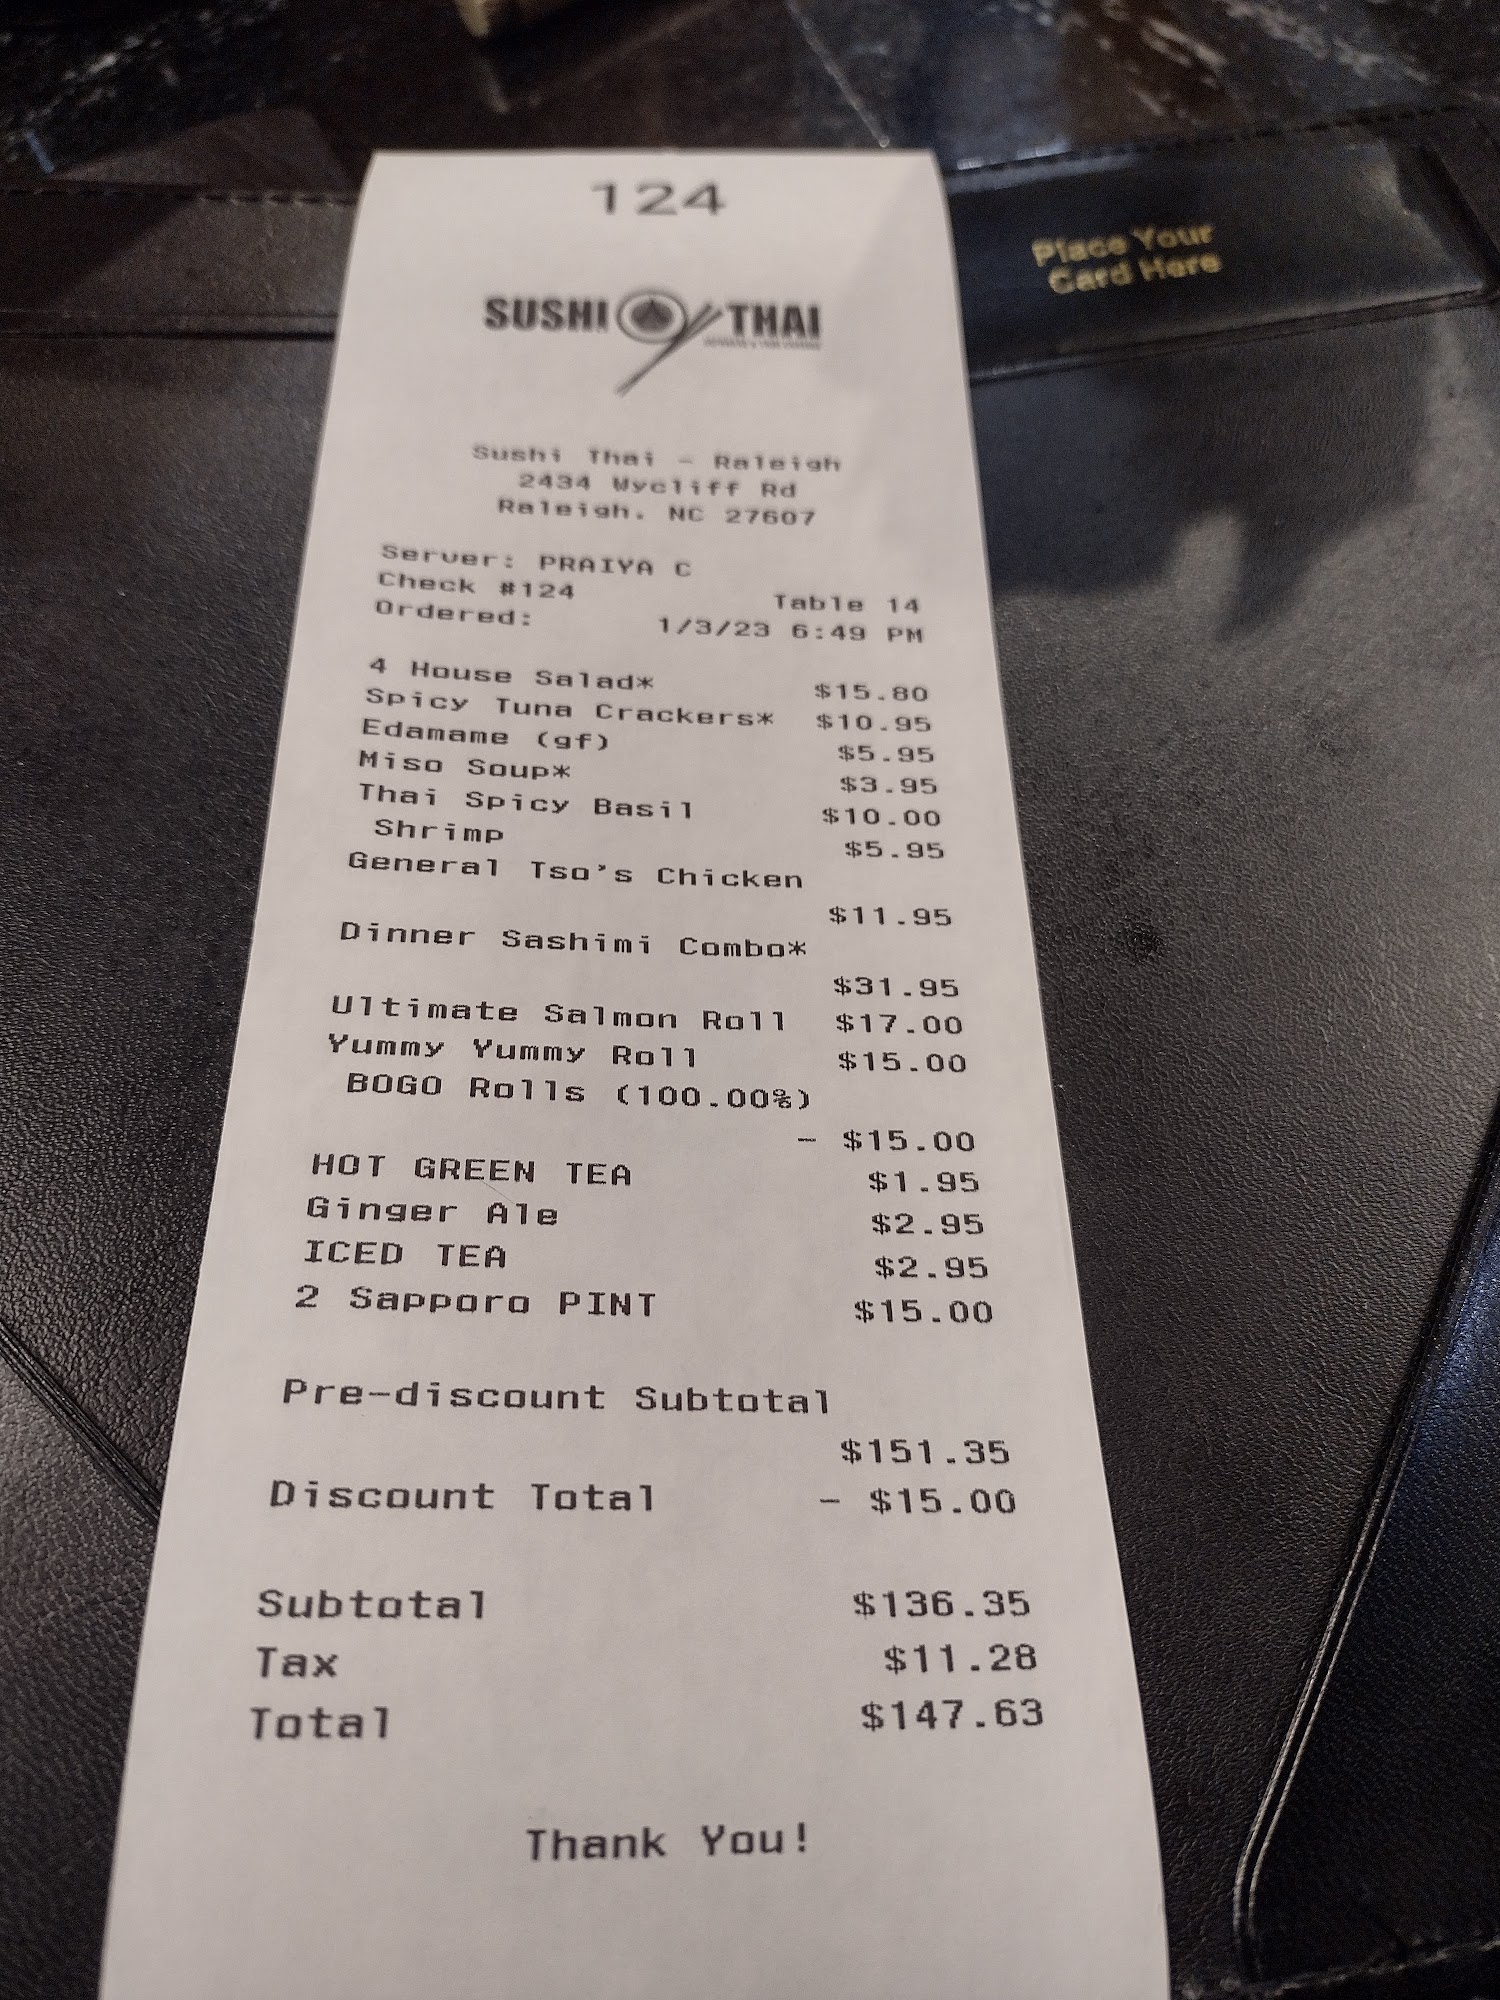 124
SUSHI THAI
Place Your
Card Here
Sushi Thai - Raleigh
2434 Wycliff Rd
Raleigh, NC 27607
Server: PRAIYA C
Check #124 Table 14
Ordered: 1/3/23 6:49 PM
4 House Salad* $15.80
Spicy Tuna Crackers* $10.95
Edamame (gf) $5.95
Miso Soup* $3.95
Thai Spicy Basil $10.00
Shrimp $5.95
General Tso's Chicken
$11.95
Dinner Sashimi Combo*
$31.95
Ultimate Salmon Roll $17.00
Yummy Yummy Roll $15.00
BOGO Rolls (100.00%)
- $15.00
HOT GREEN TEA $1.95
Ginger Ale $2.95
ICED TEA $2.95
2 Sapporo PINT $15.00
Pre-discount Subtotal
$151.35
Discount Total - $15.00
Subtotal $136.35
Tax $11.28
Total $147.63
Thank You!